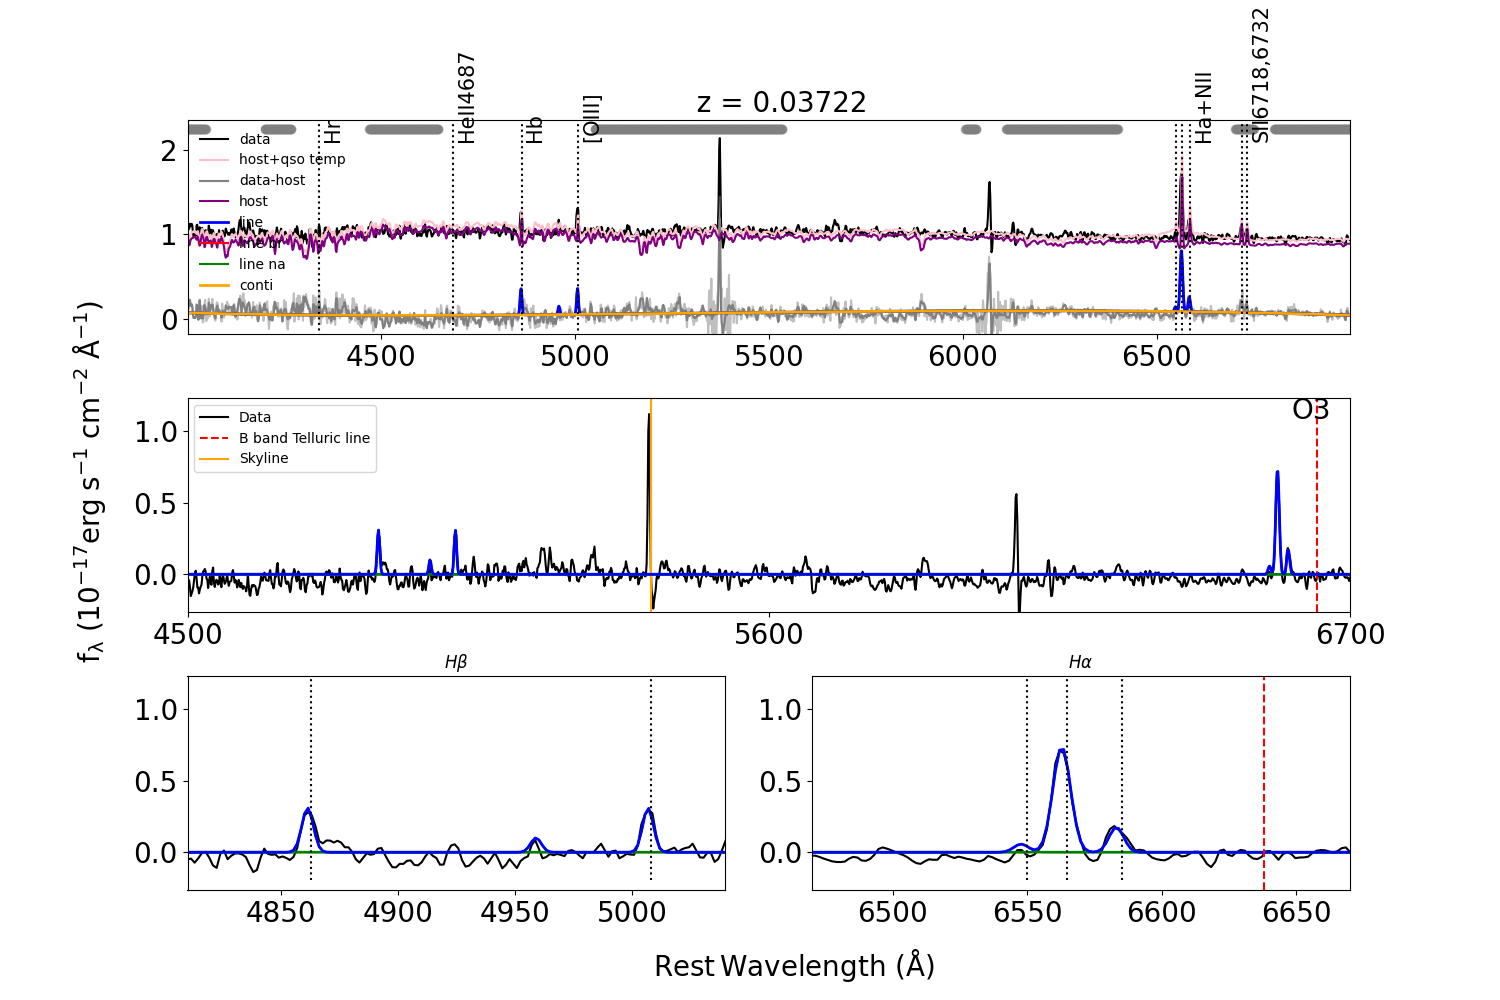 z = 0.03722
Hr
HeII4687
Hb
[OIII]
Ha+NII
SII6718,6732
data
host+qso temp
data-host
host
line
line br
line na
conti
2
1
0
4500
5000
5500
6000
6500
fλ (10−17erg s−1 cm−2 Å−1)
Data
B band Telluric line
Skyline
O3
1.0
0.5
0.0
4500
5600
6700
Hβ
1.0
0.5
0.0
4850
4900
4950
5000
Hα
1.0
0.5
0.0
6500
6550
6600
6650
Rest Wavelength (Å)